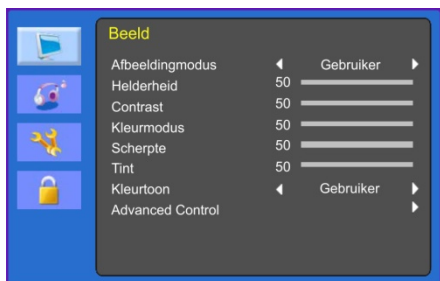 Beeld
Afbeeldingmodus Gebruiker
Helderheid 50
Contrast 50
Kleurmodus 50
Scherpte 50
Tint 50
Kleurtoon Gebruiker
Advanced Control